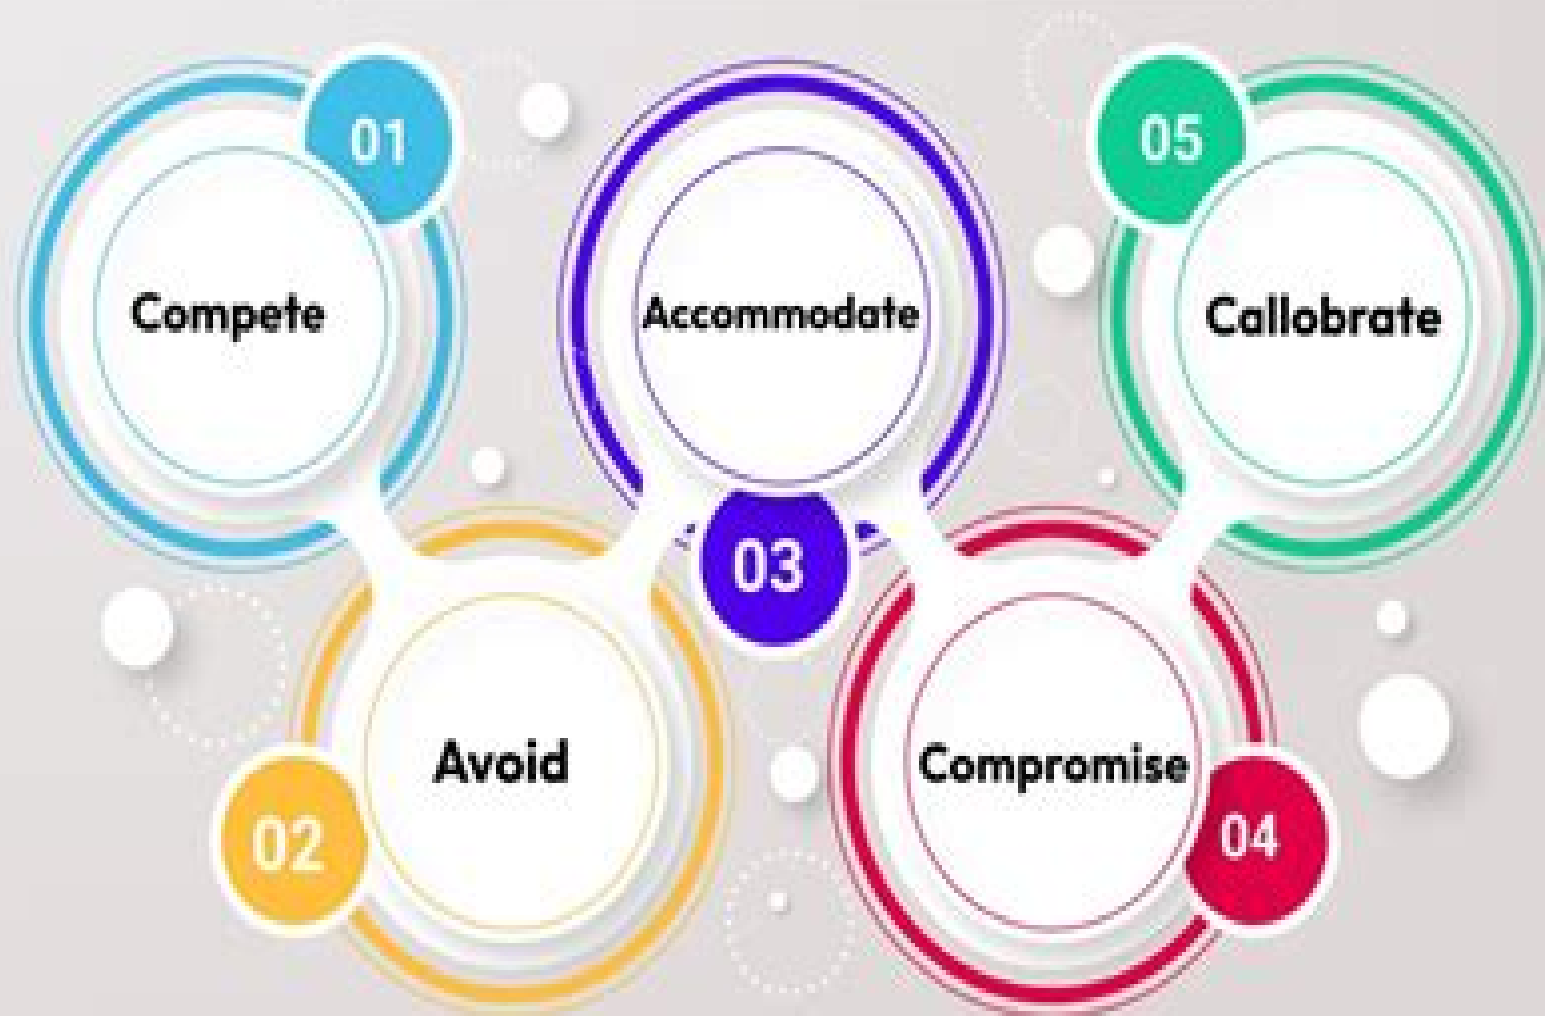 01
Compete
02
Avoid
03
Accommodate
04
Compromise
05
Callobrate